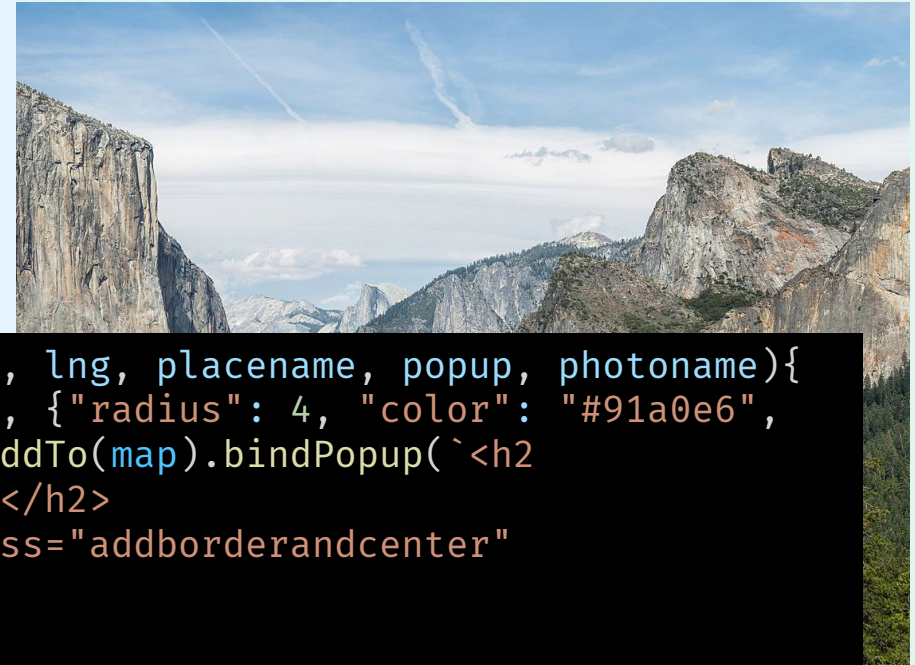 , lng, placename, popup, photoname){
, {"radius": 4, "color": "#91a0e6",
ddTo(map).bindPopup(`<h2
</h2>
ss="addborderandcenter"